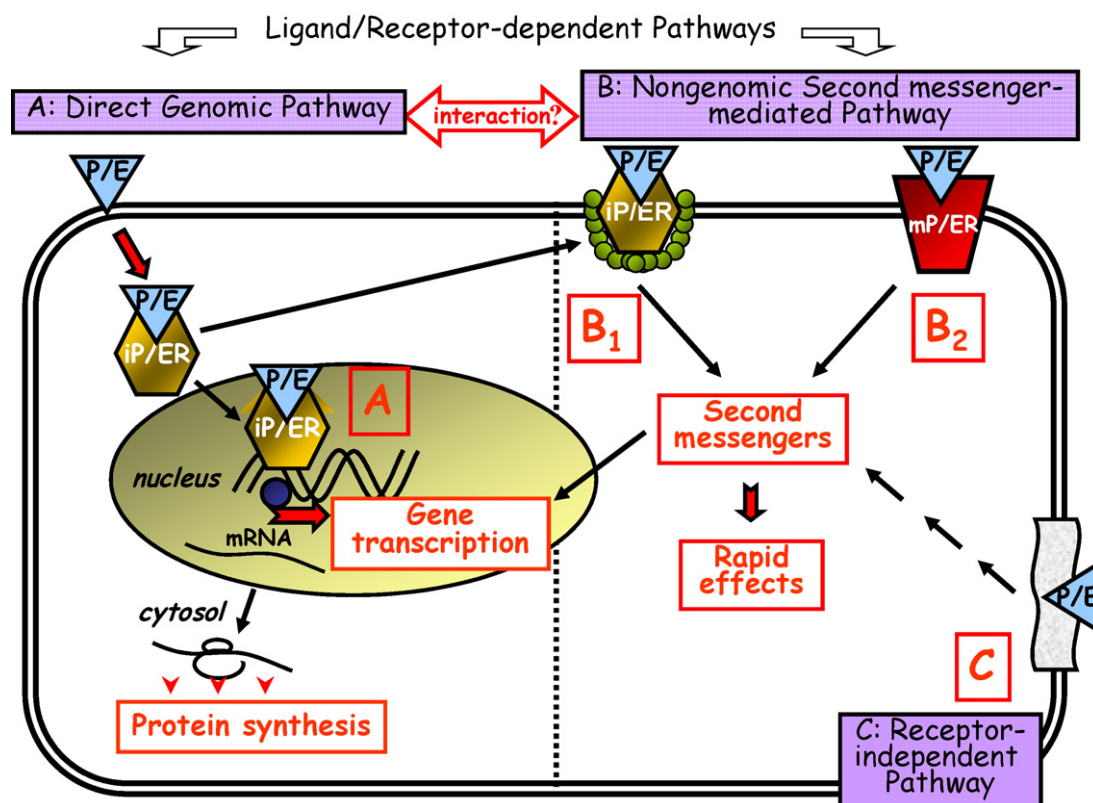 Ligand/Receptor-dependent Pathways
A: Direct Genomic Pathway
interaction?
B: Nongenomic Second messenger-
mediated Pathway
P/E
P/E
iP/ER
P/E
mP/ER
P/E
iP/ER
B1
B2
P/E
iP/ER
A
Second
messengers
nucleus
mRNA
Gene
transcription
Rapid
effects
P/E
cytosol
C
Protein synthesis
C: Receptor-
independent
Pathway